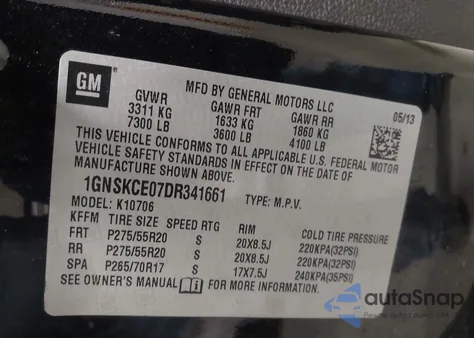 GM
MFD BY GENERAL MOTORS LLC
05/13
GVWR GAWR FRT GAWR RR
3311 KG 1633 KG 1860 KG
7300 LB 3600 LB 4100 LB
THIS VEHICLE CONFORMS TO ALL APPLICABLE U.S. FEDERAL MOTOR
VEHICLE SAFETY STANDARDS IN EFFECT ON THE DATE OF
MANUFACTURE SHOWN ABOVE.
1GNSKCE07DR341661 TYPE: M.P.V.
MODEL: K10706
KFFM TIRE SIZE SPEED RTG RIM COLD TIRE PRESSURE
FRT P275/55R20 S 20X8.5J 220KPA(32PSI)
RR P275/55R20 S 20X8.5J 220KPA(32PSI)
SPA P265/70R17 S 17X7.5J 240KPA(35PSI)
SEE OWNER'S MANUAL FOR MORE INFORMATION.
autoSnap